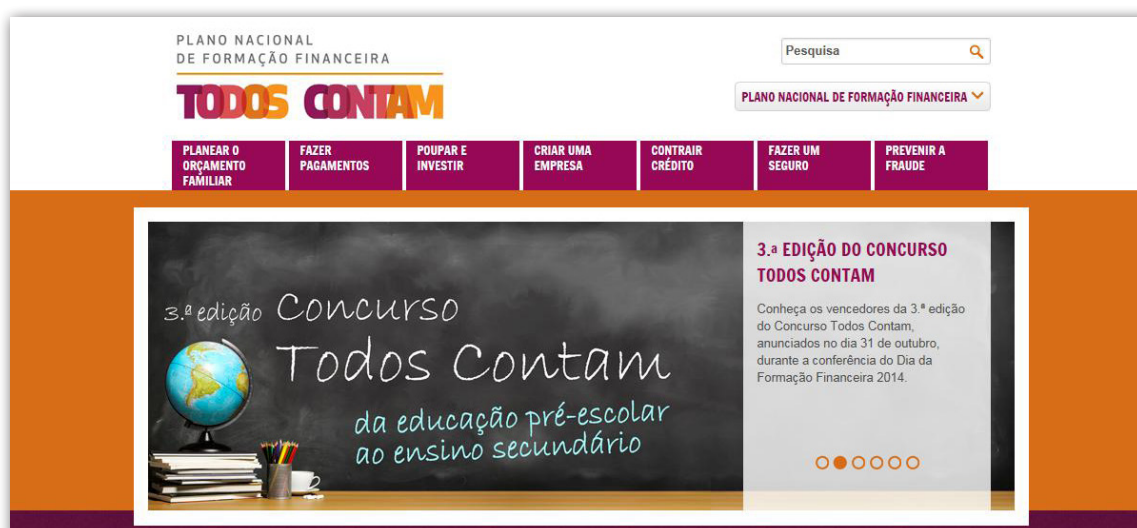 PLANO NACIONAL
DE FORMAÇÃO FINANCEIRA
TODOS CONTAM
Pesquisa
PLANO NACIONAL DE FORMAÇÃO FINANCEIRA
PLANEAR O
ORÇAMENTO
FAMILIAR
FAZER
PAGAMENTOS
POUPAR E
INVESTIR
CRIAR UMA
EMPRESA
CONTRAIR
CRÉDITO
FAZER UM
SEGURO
PREVENIR A
FRAUDE
3.ª edição Concurso
Todos Contam
da educação pré-escolar
ao ensino secundário
3.ª EDIÇÃO DO CONCURSO
TODOS CONTAM
Conheça os vencedores da 3.ª edição
do Concurso Todos Contam,
anunciados no dia 31 de outubro,
durante a conferência do Dia da
Formação Financeira 2014.